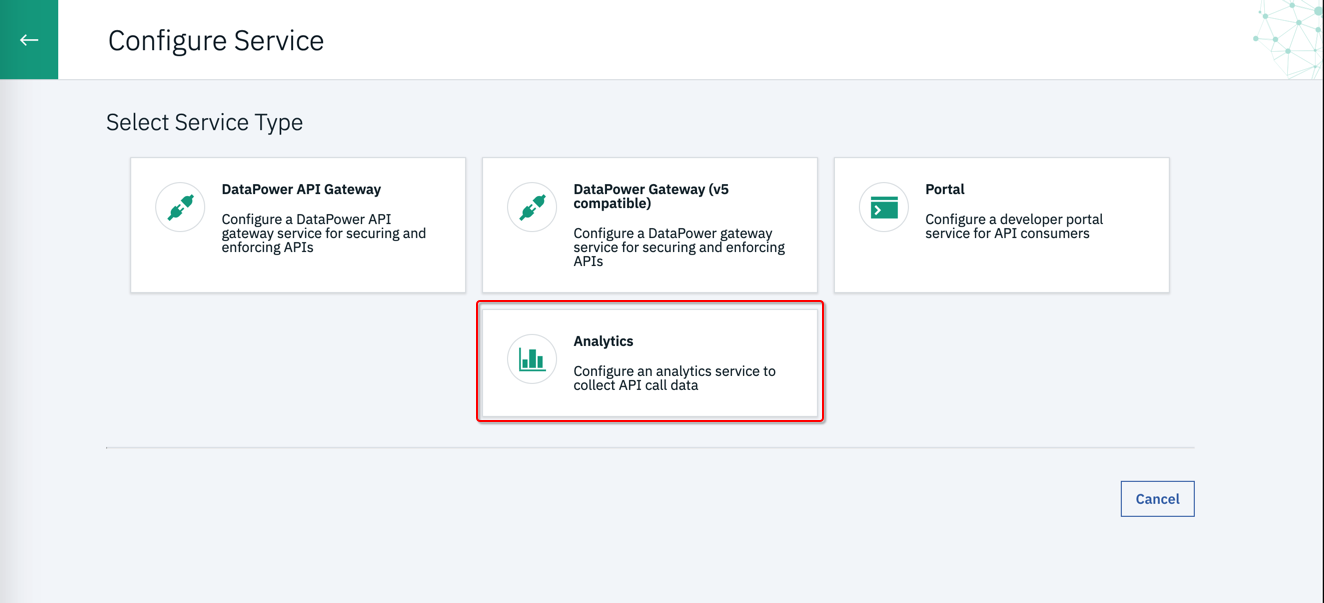 Configure Service
Select Service Type
DataPower API Gateway
Configure a DataPower API
gateway service for securing and
enforcing APIs
DataPower Gateway (v5
compatible)
Configure a DataPower gateway
service for securing and enforcing
APIs
Portal
Configure a developer portal
service for API consumers
Analytics
Configure an analytics service to
collect API call data
Cancel